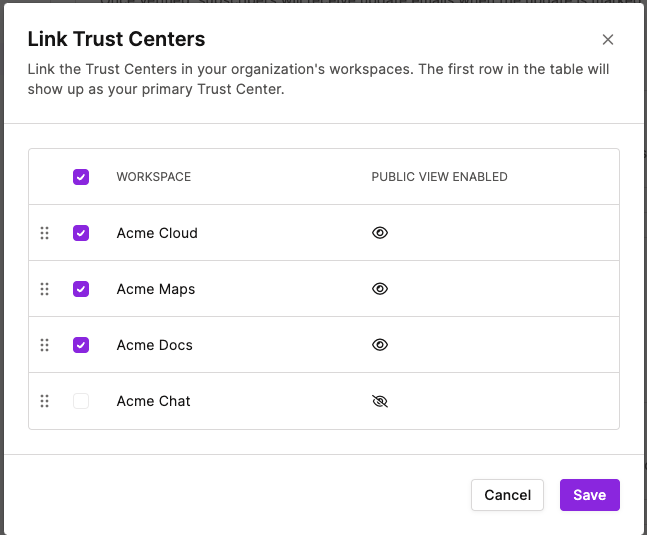 Link Trust Centers
Link the Trust Centers in your organization's workspaces. The first row in the table will
show up as your primary Trust Center.
WORKSPACE PUBLIC VIEW ENABLED
Acme Cloud
Acme Maps
Acme Docs
Acme Chat
Cancel Save